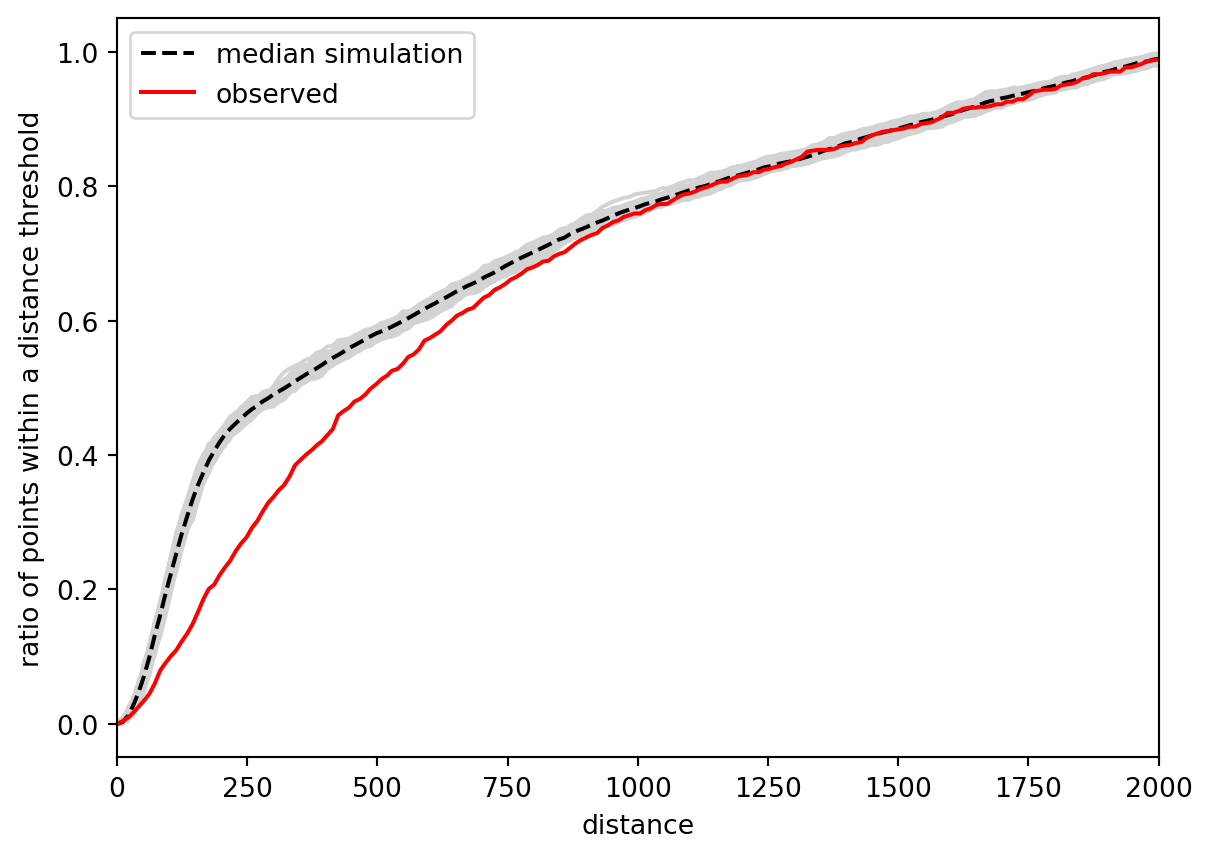 median simulation
observed
ratio of points within a distance threshold
1.0
0.8
0.6
0.4
0.2
0.0
0 250 500 750 1000 1250 1500 1750 2000
distance